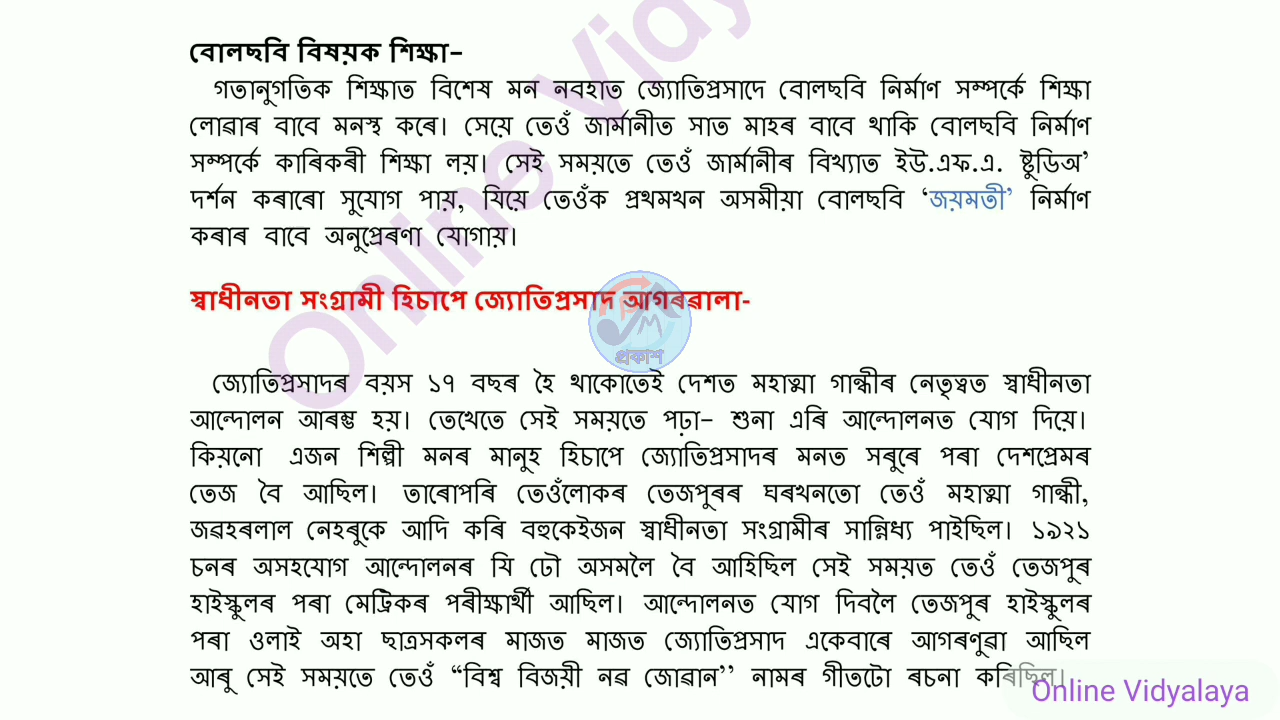 বোলছবি বিষয়ক শিক্ষা–
গতানুগতিক শিক্ষাত বিশেষ মন নবহাত জ্যোতিপ্ৰসাদে বোলছবি নিৰ্মাণ সম্পৰ্কে শিক্ষা
লোৱাৰ বাবে মনস্থ কৰে। সেয়ে তেওঁ জাৰ্মানীত সাত মাহৰ বাবে থাকি বোলছবি নিৰ্মাণ
সম্পৰ্কে কাৰিকৰী শিক্ষা লয়। সেই সময়তে তেওঁ জাৰ্মানীৰ বিখ্যাত ইউ.এফ.এ. ষ্টুডিঅ’
দৰ্শন কৰাৰো সুযোগ পায়, যিয়ে তেওঁক প্ৰথমখন অসমীয়া বোলছবি ‘জয়মতী’ নিৰ্মাণ
কৰাৰ বাবে অনুপ্ৰেৰণা যোগায়।
স্বাধীনতা সংগ্ৰামী হিচাপে জ্যোতিপ্ৰসাদ আগৰৱালা-
প্ৰকাশ
জ্যোতিপ্ৰসাদৰ বয়স ১৭ বছৰ হৈ থাকোতেই দেশত মহাত্মা গান্ধীৰ নেতৃত্বত স্বাধীনতা
আন্দোলন আৰম্ভ হয়। তেখেতে সেই সময়তে পঢ়া– শুনা এৰি আন্দোলনত যোগ দিয়ে।
কিয়নো এজন শিল্পী মনৰ মানুহ হিচাপে জ্যোতিপ্ৰসাদৰ মনত সৰুৰে পৰা দেশপ্ৰেমৰ
তেজ বৈ আছিল। তাৰোপৰি তেওঁলোকৰ তেজপুৰৰ ঘৰখনতো তেওঁ মহাত্মা গান্ধী,
জৱহৰলাল নেহৰুকে আদি কৰি বহুকেইজন স্বাধীনতা সংগ্ৰামীৰ সান্নিধ্য পাইছিল। ১৯২১
চনৰ অসহযোগ আন্দোলনৰ যি ঢৌ অসমলৈ বৈ আহিছিল সেই সময়ত তেওঁ তেজপুৰ
হাইস্কুলৰ পৰা মেট্ৰিকৰ পৰীক্ষাৰ্থী আছিল। আন্দোলনত যোগ দিবলৈ তেজপুৰ হাইস্কুলৰ
পৰা ওলাই অহা ছাত্ৰসকলৰ মাজত মাজত জ্যোতিপ্ৰসাদ একেবাৰে আগৰণুৱা আছিল
আৰু সেই সময়তে তেওঁ “বিশ্ব বিজয়ী নৱ জোৱান’’ নামৰ গীতটো ৰচনা কৰিছিল।
Online Vidyalaya